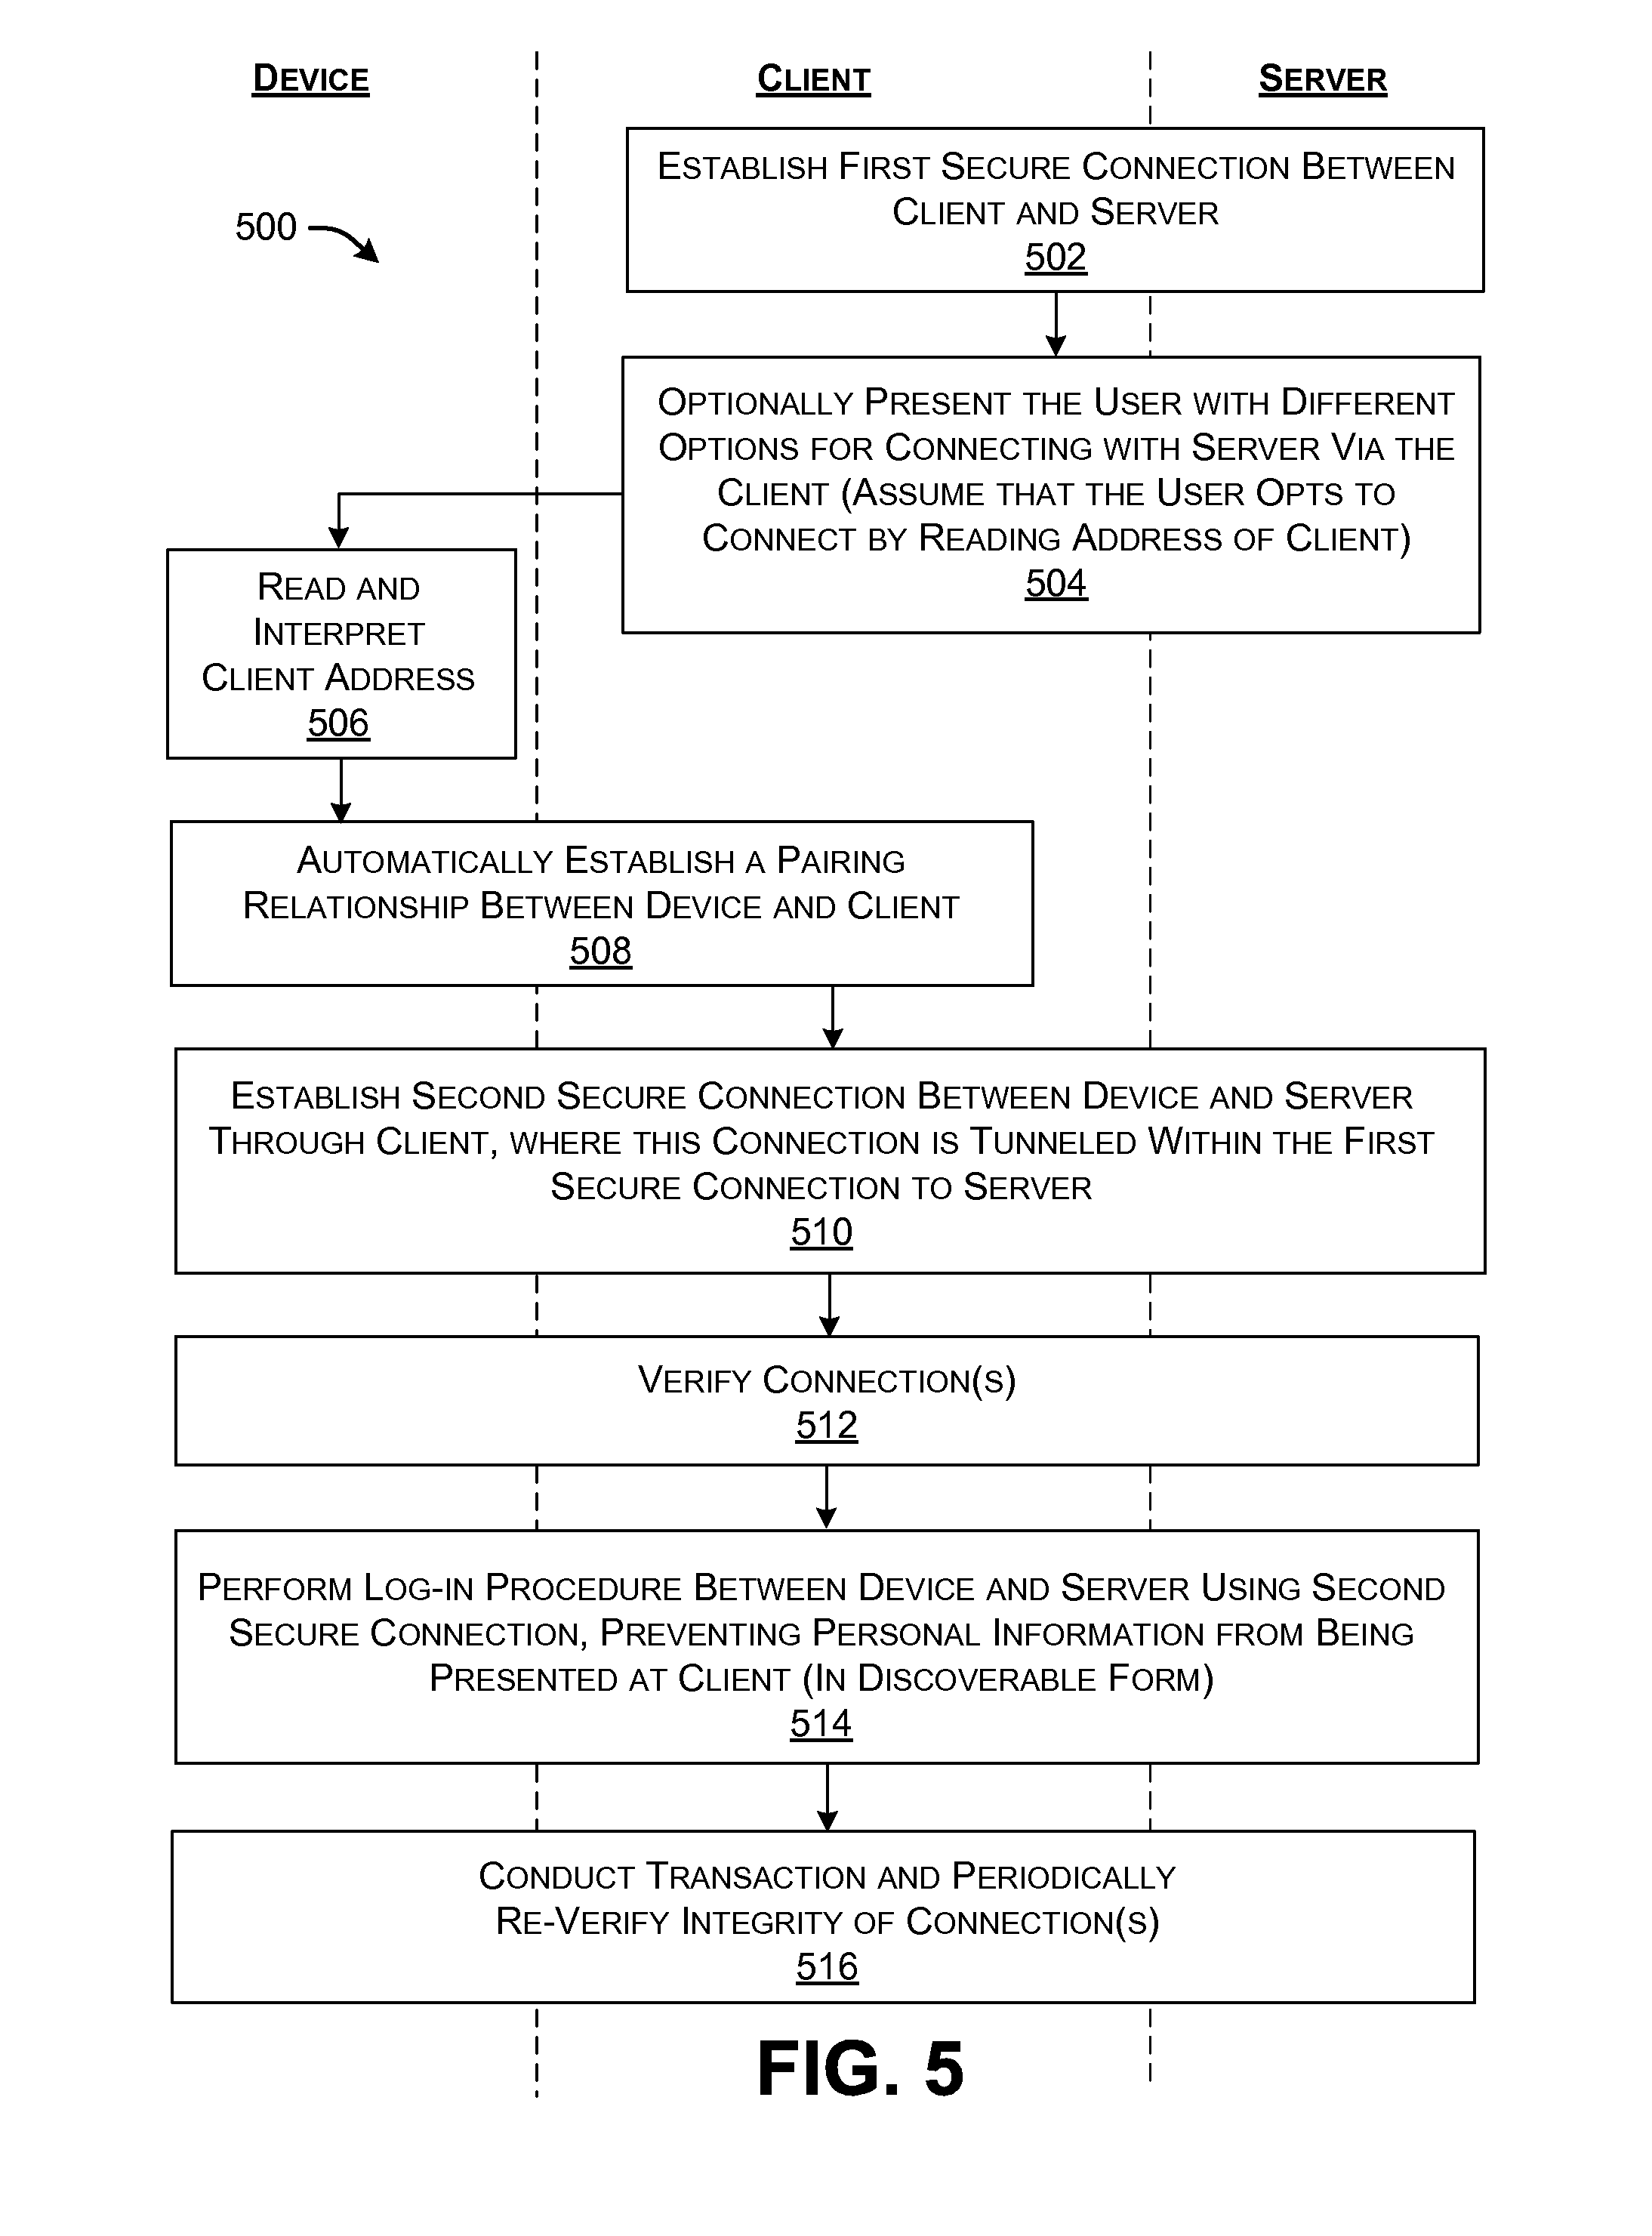 DEVICE
CLIENT
SERVER
ESTABLISH FIRST SECURE CONNECTION BETWEEN
CLIENT AND SERVER
502
500
OPTIONALLY PRESENT THE USER WITH DIFFERENT
OPTIONS FOR CONNECTING WITH SERVER VIA THE
CLIENT (ASSUME THAT THE USER OPTS TO
CONNECT BY READING ADDRESS OF CLIENT)
504
READ AND
INTERPRET
CLIENT ADDRESS
506
AUTOMATICALLY ESTABLISH A PAIRING
RELATIONSHIP BETWEEN DEVICE AND CLIENT
508
ESTABLISH SECOND SECURE CONNECTION BETWEEN DEVICE AND SERVER
THROUGH CLIENT, WHERE THIS CONNECTION IS TUNNELED WITHIN THE FIRST
SECURE CONNECTION TO SERVER
510
VERIFY CONNECTION(S)
512
PERFORM LOG-IN PROCEDURE BETWEEN DEVICE AND SERVER USING SECOND
SECURE CONNECTION, PREVENTING PERSONAL INFORMATION FROM BEING
PRESENTED AT CLIENT (IN DISCOVERABLE FORM)
514
CONDUCT TRANSACTION AND PERIODICALLY
RE-VERIFY INTEGRITY OF CONNECTION(S)
516
FIG. 5